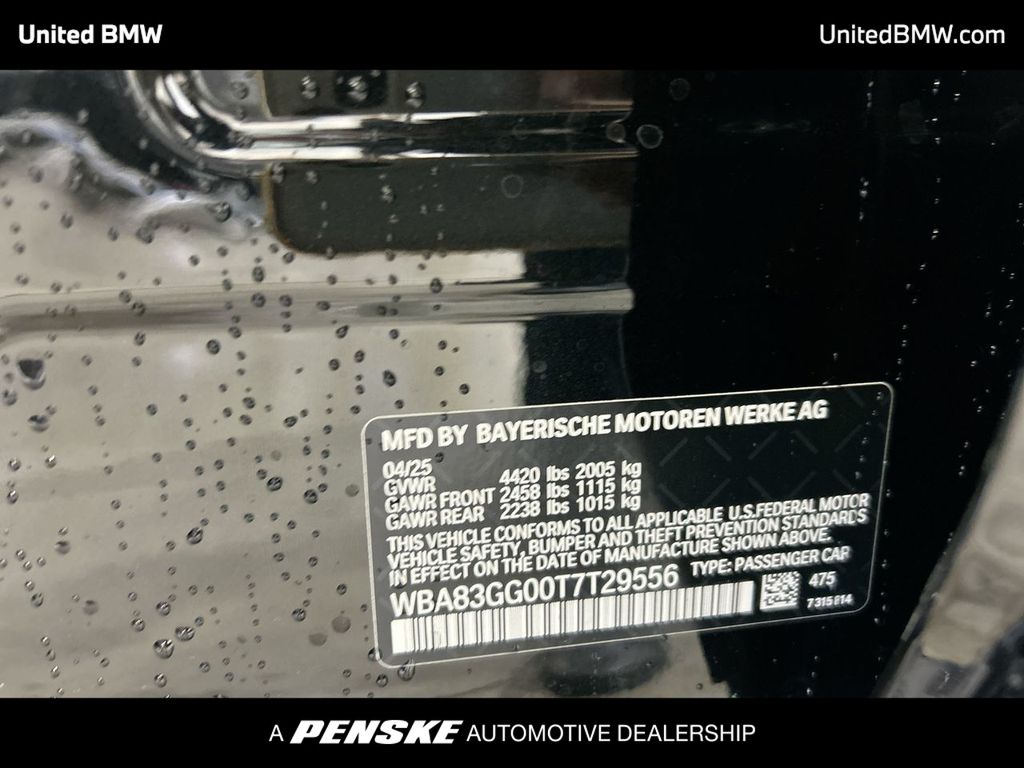 United BMW
UnitedBMW.com
MFD BY BAYERISCHE MOTOREN WERKE AG
04/25
GVWR 4420 lbs 2005 kg
GAWR FRONT 2458 lbs 1115 kg
GAWR REAR 2238 lbs 1015 kg
THIS VEHICLE CONFORMS TO ALL APPLICABLE U.S.FEDERAL MOTOR
VEHICLE SAFETY, BUMPER AND THEFT PREVENTION STANDARDS
IN EFFECT ON THE DATE OF MANUFACTURE SHOWN ABOVE.
WBA83GG00T7T29556 TYPE: PASSENGER CAR
475
7315814
A PENSKE AUTOMOTIVE DEALERSHIP